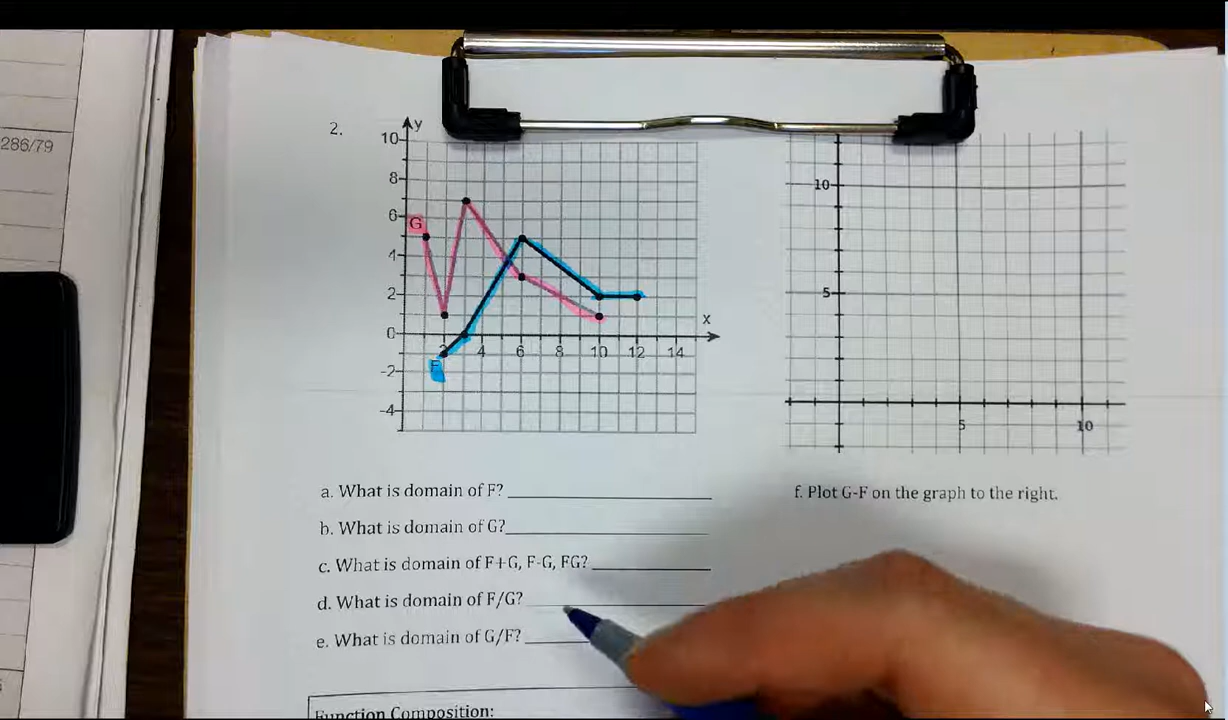 286/79
2.
y
10
8
6
G
4
2
x
0
2 4 6 8 10 12 14
F
-2
-4
10
5
5 10
a. What is domain of F?
f. Plot G-F on the graph to the right.
b. What is domain of G?
c. What is domain of F+G, F-G, FG?
d. What is domain of F/G?
e. What is domain of G/F?
Function Composition: